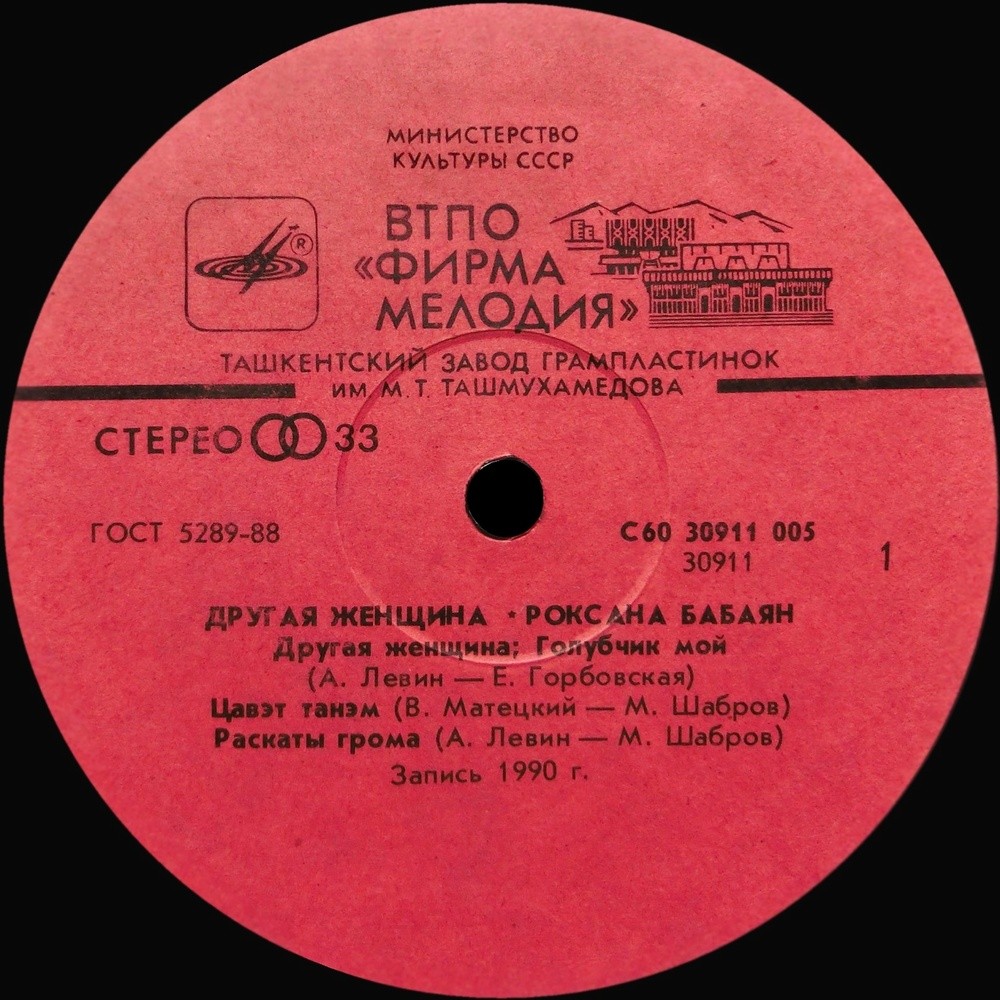 МИНИСТЕРСТВО
КУЛЬТУРЫ СССР
ВТПО
«ФИРМА
МЕЛОДИЯ»
®
ТАШКЕНТСКИЙ ЗАВОД ГРАМПЛАСТИНОК
ИМ. М. Т. ТАШМУХАМЕДОВА
СТЕРЕО 33
ГОСТ 5289-88
С60 30911 005
30911
1
ДРУГАЯ ЖЕНЩИНА * РОКСАНА БАБАЯН
Другая женщина; Голубчик мой
(А. Левин — Е. Горбовская)
Цавэт танэм (В. Матецкий — М. Шабров)
Раскаты грома (А. Левин — М. Шабров)
Запись 1990 г.